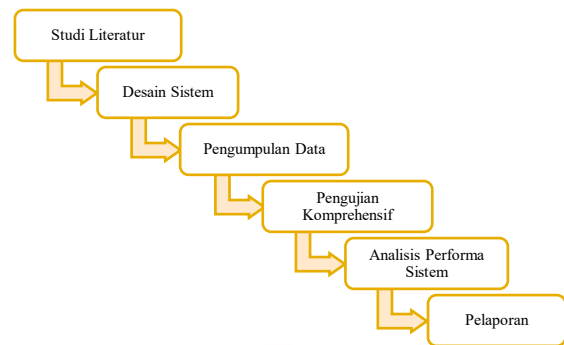 Studi Literatur
Desain Sistem
Pengumpulan Data
Pengujian
Komprehensif
Analisis Performa
Sistem
Pelaporan